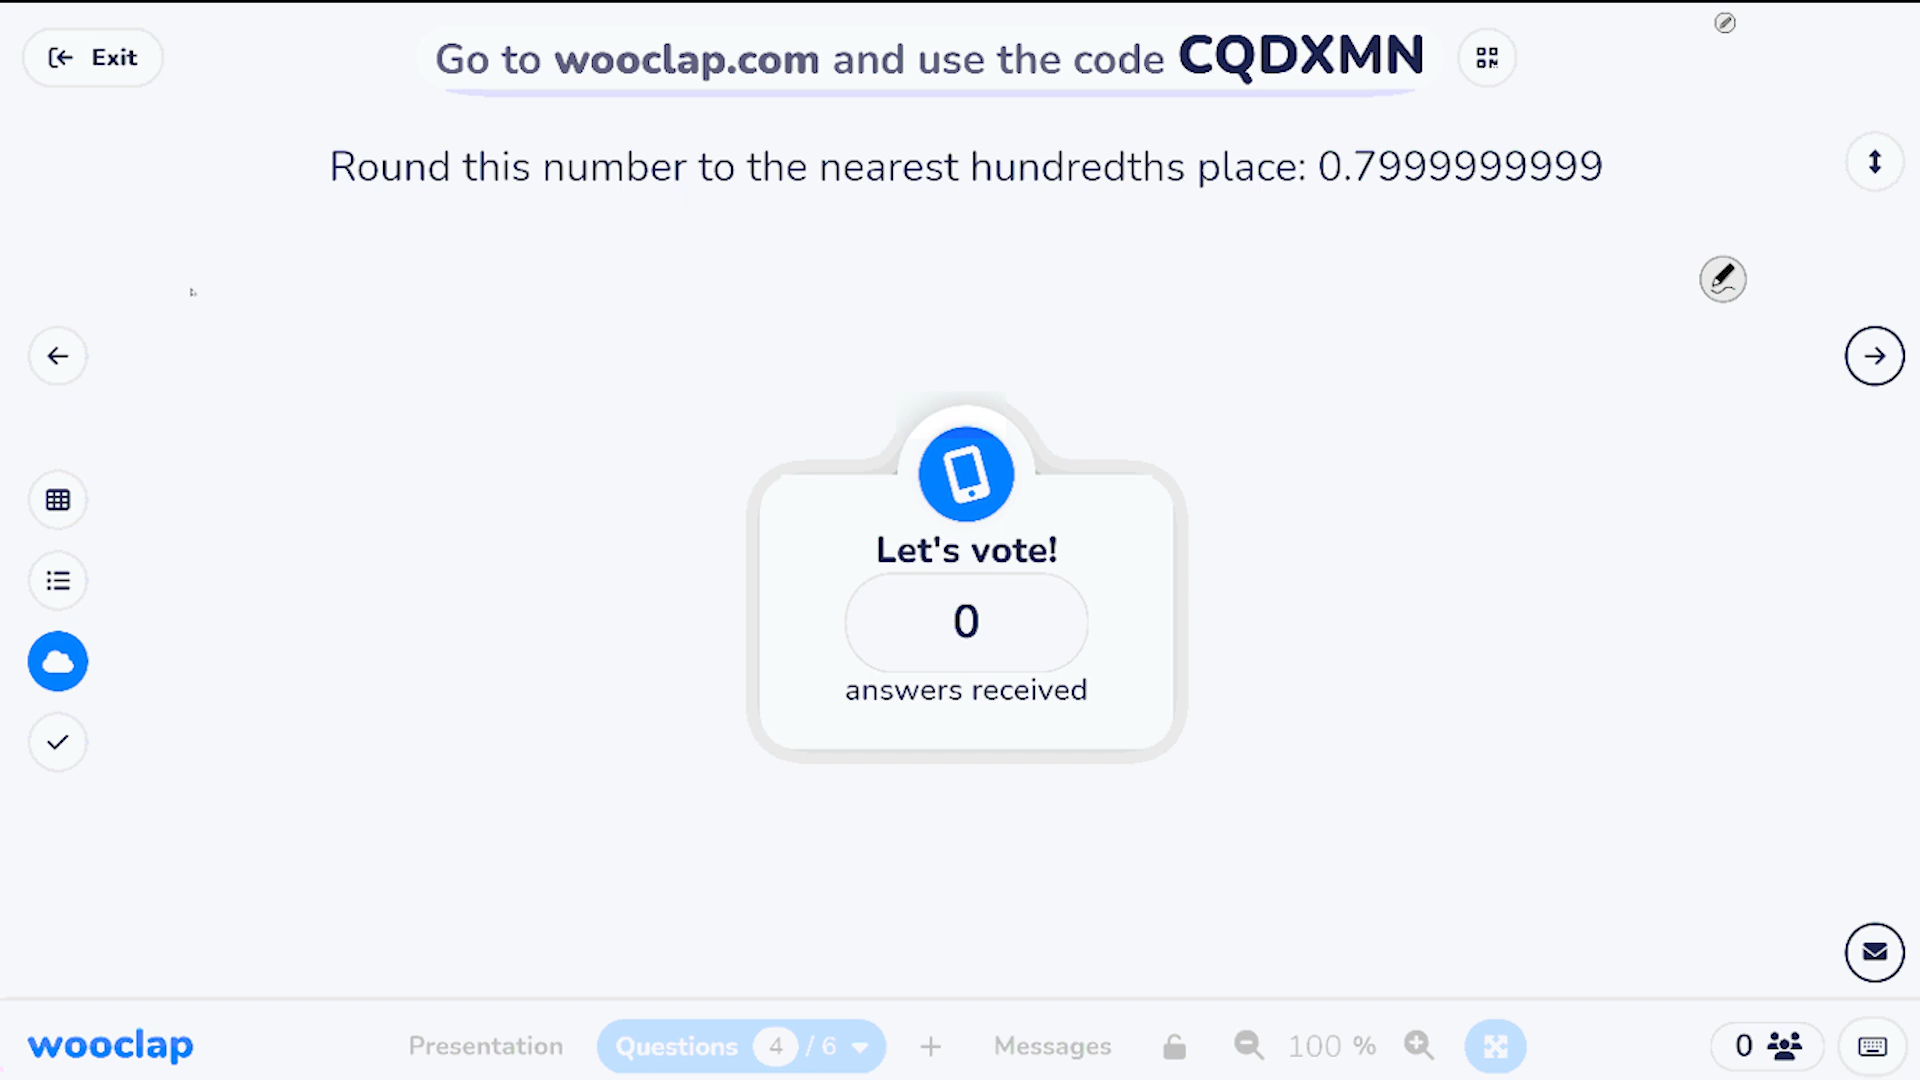 Exit
Go to wooclap.com and use the code CQDXMN
Round this number to the nearest hundredths place: 0.7999999999
Let's vote!
0
answers received
wooclap
Presentation
Questions 4 / 6
+
Messages
100 %
0